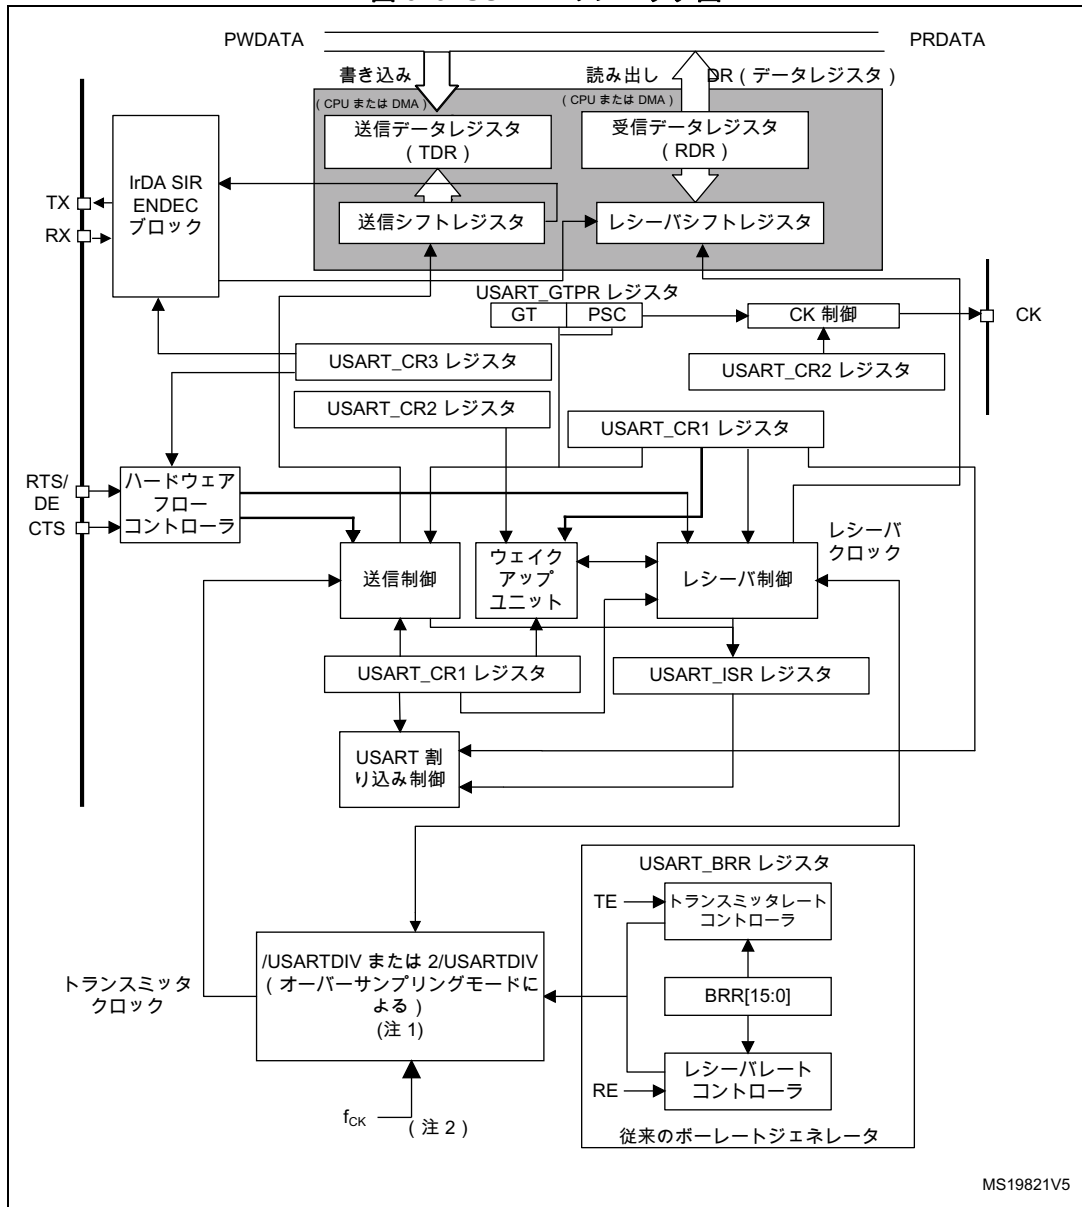 PWDATA
PRDATA
書き込み
読み出し
DR(データレジスタ)
(CPU または DMA)
(CPU または DMA)
送信データレジスタ
(TDR)
受信データレジスタ
(RDR)
IrDA SIR
ENDEC
ブロック
TX
RX
送信シフトレジスタ
レシーバシフトレジスタ
USART_GTPR レジスタ
GT
PSC
CK 制御
CK
USART_CR3 レジスタ
USART_CR2 レジスタ
USART_CR2 レジスタ
USART_CR1 レジスタ
RTS/
DE
CTS
ハードウェア
フロー
コントローラ
レシーバ
クロック
送信制御
ウェイク
アップ
ユニット
レシーバ制御
USART_CR1 レジスタ
USART_ISR レジスタ
USART 割
り込み制御
USART_BRR レジスタ
TE
トランスミッタレート
コントローラ
トランスミッタ
クロック
/USARTDIV または 2/USARTDIV
(オーバーサンプリングモードに
よる)
(注 1)
BRR[15:0]
RE
レシーバレート
コントローラ
fCK
(注 2)
従来のボーレートジェネレータ
MS19821V5